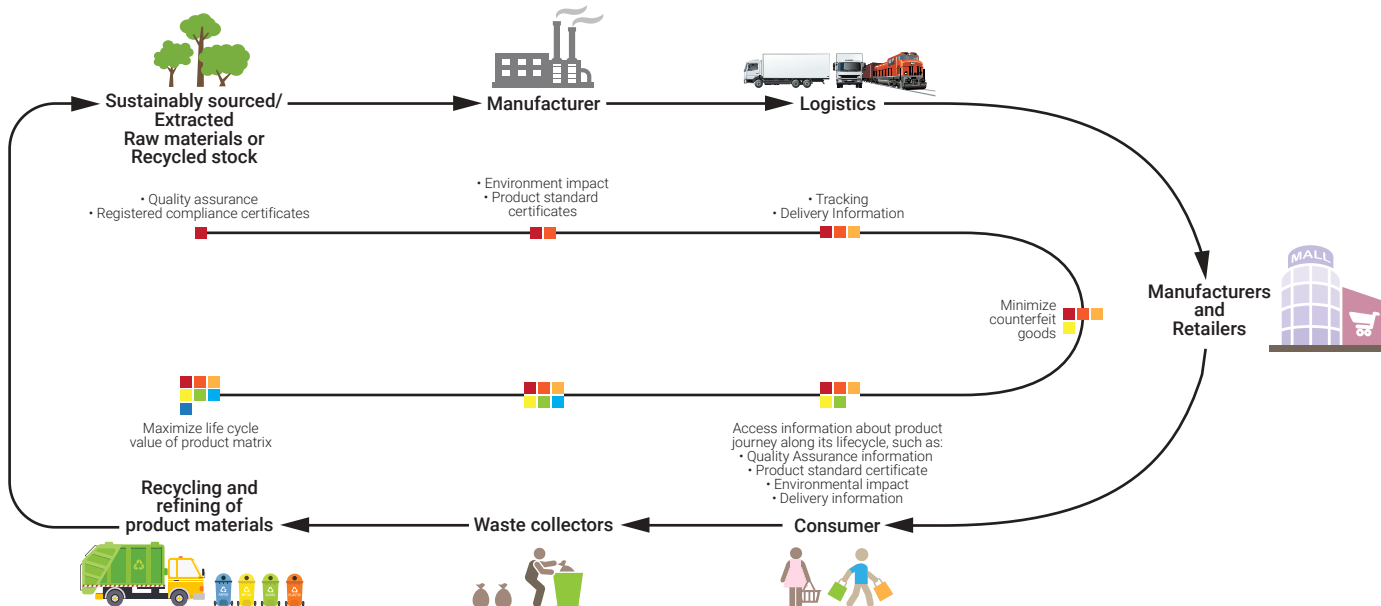 Sustainably sourced/
Extracted
Raw materials or
Recycled stock
Manufacturer
Logistics
• Quality assurance
• Registered compliance certificates
• Environment impact
• Product standard
certificates
• Tracking
• Delivery Information
Minimize
counterfeit
goods
Manufacturers
and
Retailers
MALL
Maximize life cycle
value of product matrix
Access information about product
journey along its lifecycle, such as:
• Quality Assurance information
• Product standard certificate
• Environmental impact
• Delivery information
Recycling and
refining of
product materials
Waste collectors
Consumer